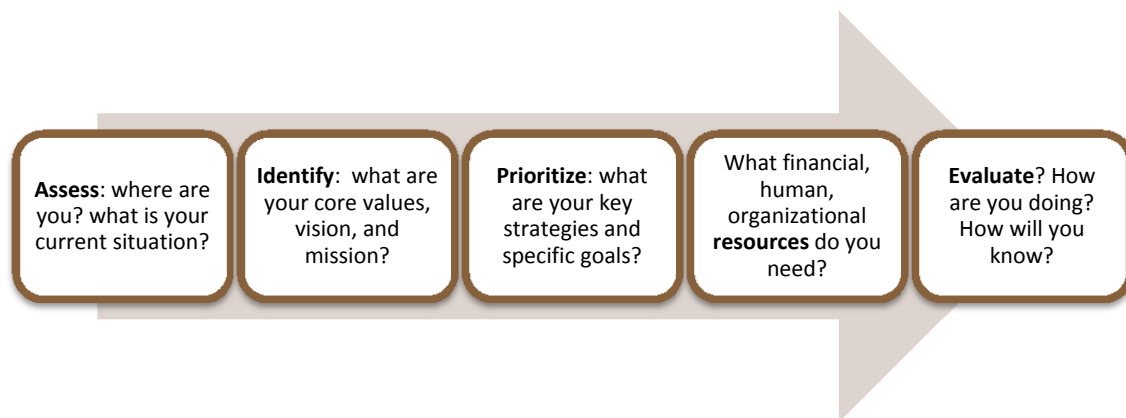 Assess: where are
you? what is your
current situation?
Identify:  what are
your core values,
vision, and
mission?
Prioritize: what
are your key
strategies and
specific goals?
What financial,
human,
organizational
resources do you
need?
Evaluate? How
are you doing?
How will you
know?